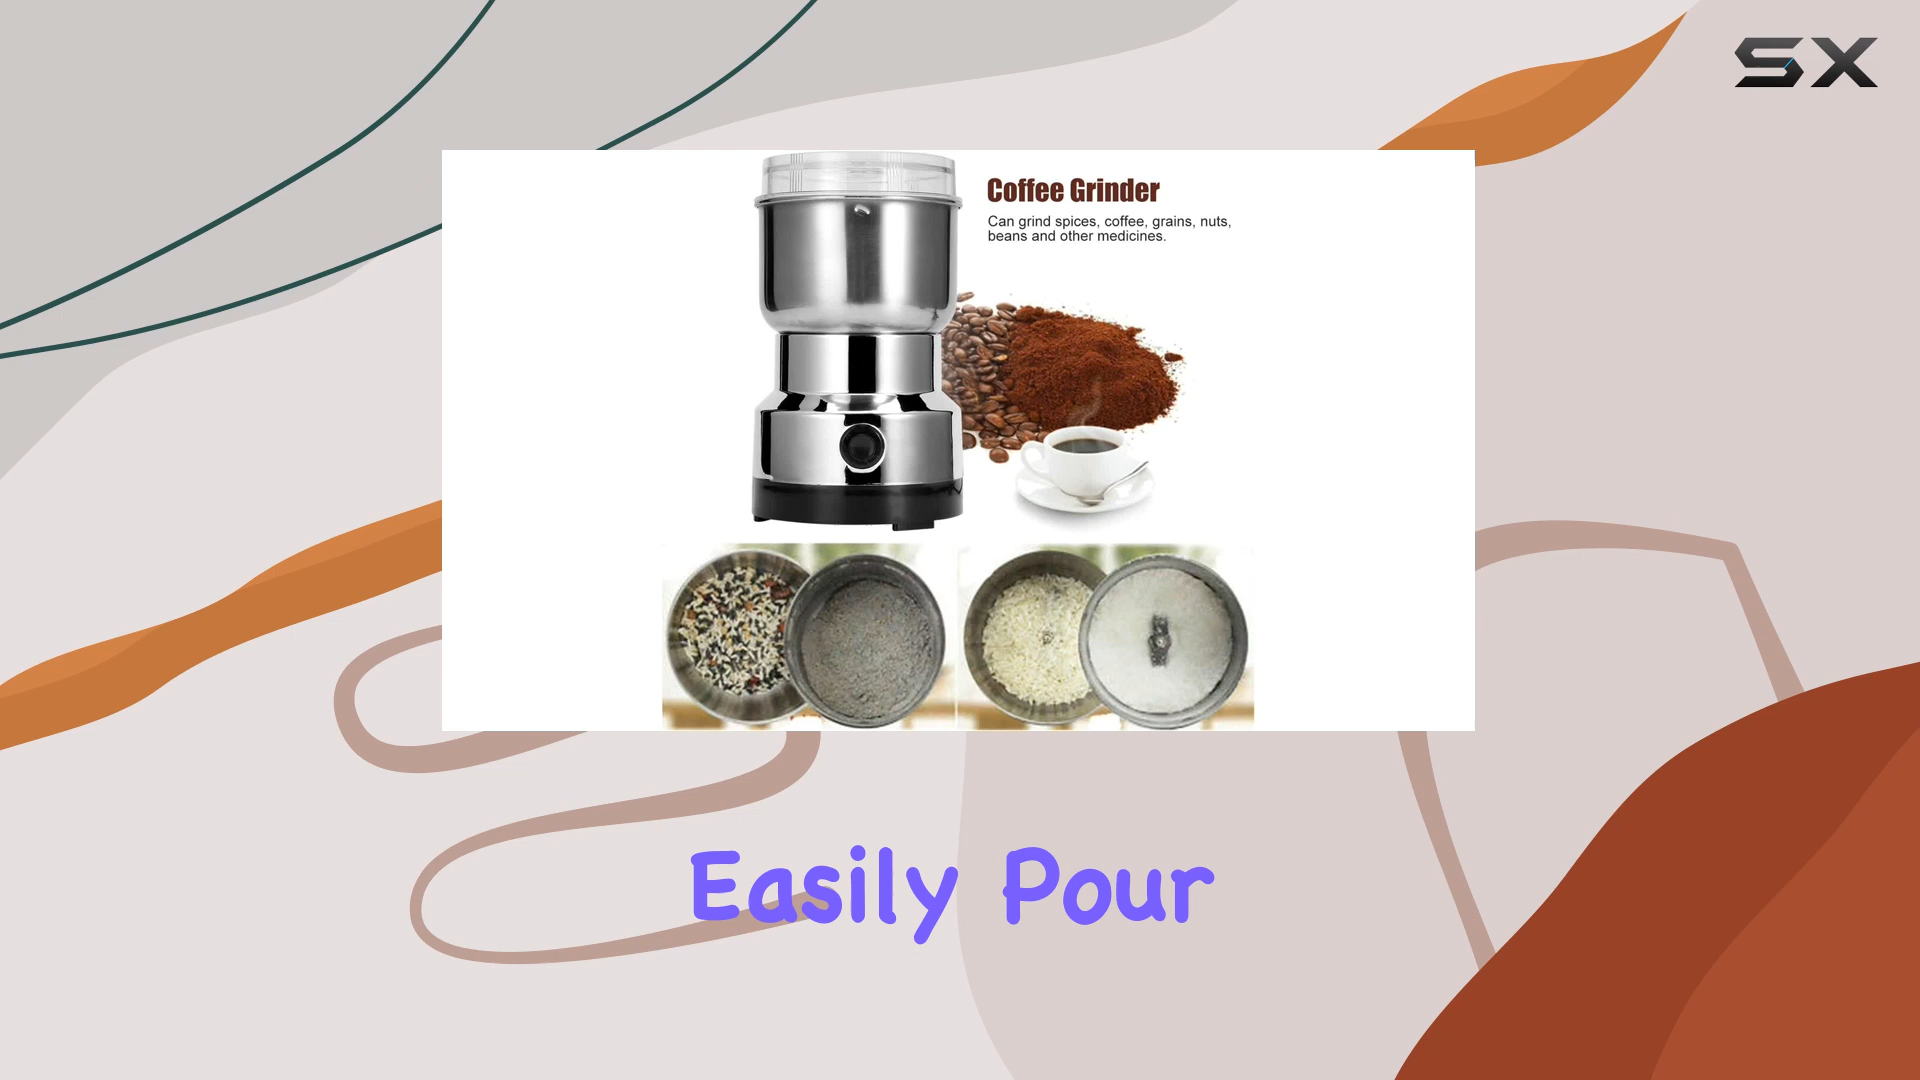 SX
Coffee Grinder
Can grind spices, coffee, grains, nuts,
beans and other medicines.
Easily Pour